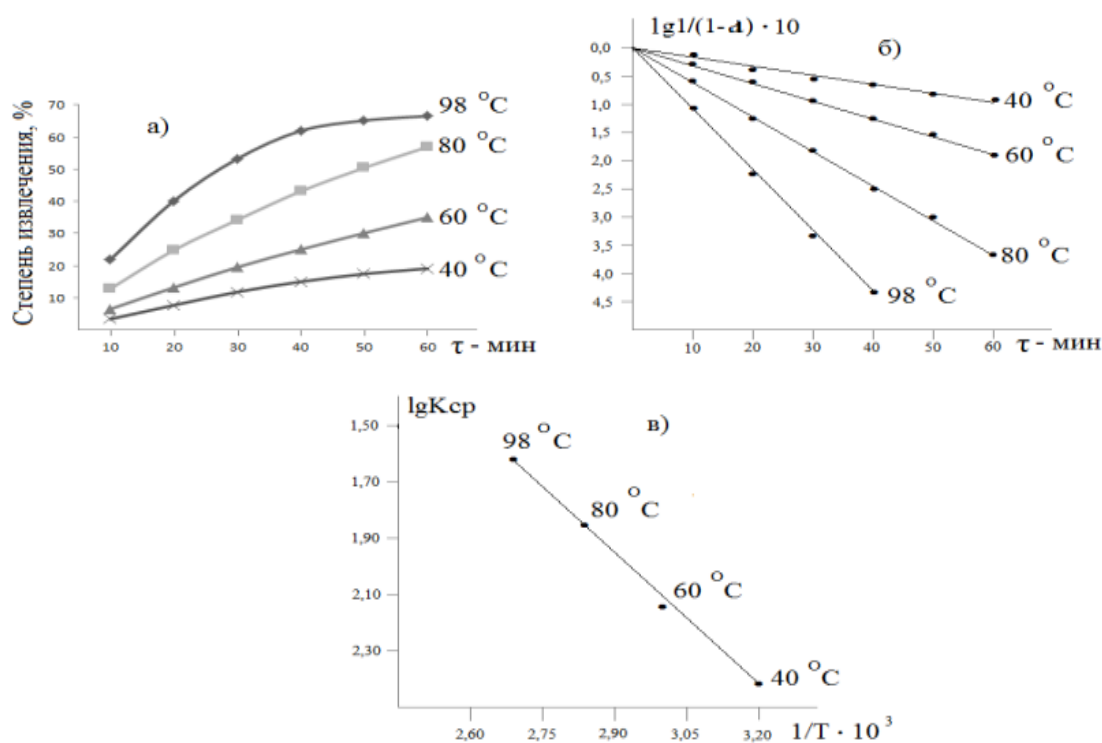 Степень извлечения, %
а)
70
60
50
40
30
20
10
98 °C
80 °C
60 °C
40 °C
10 20 30 40 50 60 τ - мин
lg1/(1-α) · 10
б)
0,0
0,5
1,0
2,0
2,5
3,0
3,5
4,5
40 °C
60 °C
80 °C
98 °C
10 20 30 40 50 60 τ - мин
lgKcp
в)
1,50
1,70
1,90
2,10
2,30
98 °C
80 °C
60 °C
40 °C
2,60 2,75 2,90 3,05 3,20 1/T · 10³